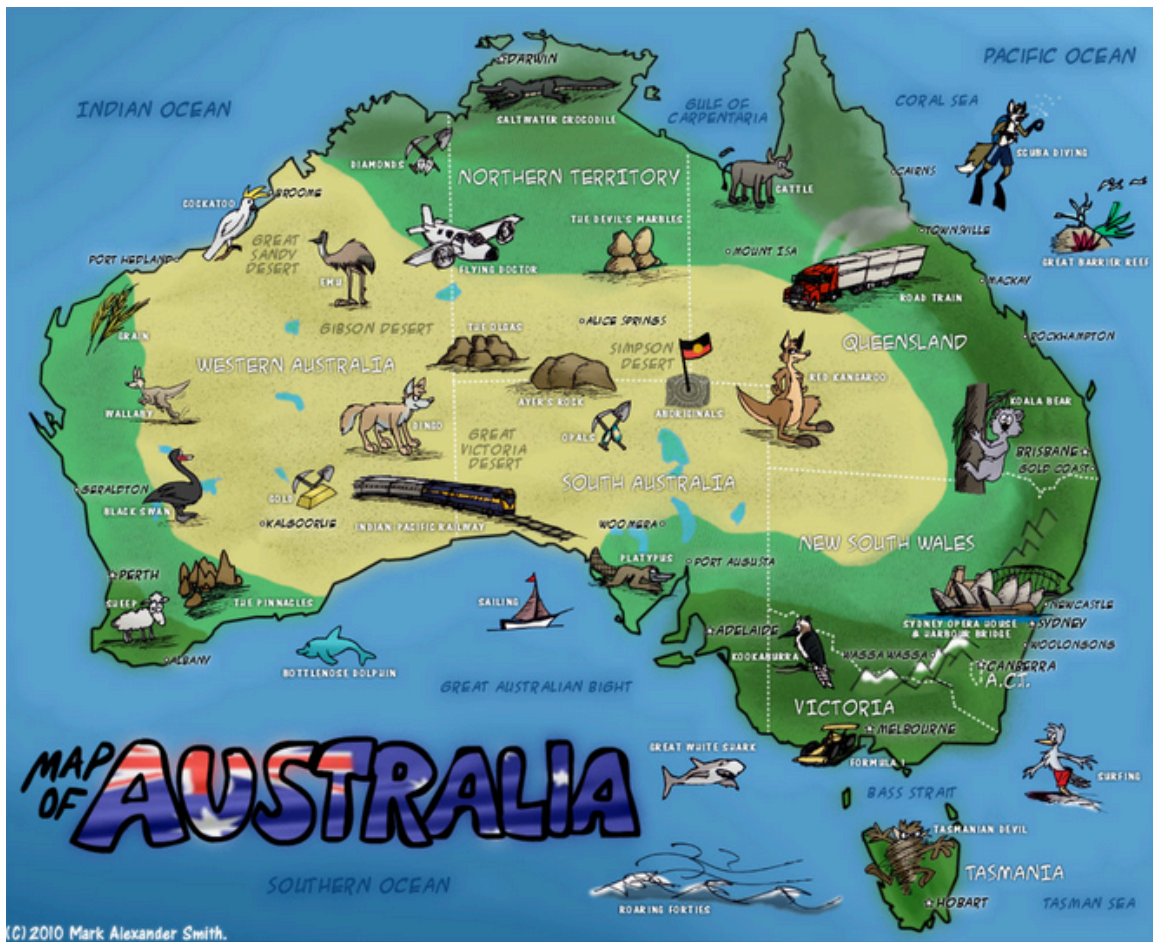 DARWIN
PACIFIC OCEAN
INDIAN OCEAN
CORAL SEA
GULF OF
CARPENTARIA
SALTWATER CROCODILE
SCUBA DIVING
DIAMONDS
NORTHERN TERRITORY
CATTLE
CAIRNS
COCKATOO
BROOME
THE DEVIL'S MARBLES
TOWNSVILLE
GREAT
SANDY
DESERT
PORT HEDLAND
FLYING DOCTOR
MOUNT ISA
GREAT BARRIER REEF
EMU
ROAD TRAIN
MACKAY
GRAIN
GIBSON DESERT
THE OLGAS
ALICE SPRINGS
SIMPSON
DESERT
QUEENSLAND
ROCKHAMPTON
WESTERN AUSTRALIA
RED KANGAROO
WALLABY
AYER'S ROCK
ABORIGINALS
KOALA BEAR
DINGO
GREAT
VICTORIA
DESERT
OPALS
BRISBANE
GOLD COAST
GERALDTON
GOLD
SOUTH AUSTRALIA
BLACK SWAN
KALGOORLIE
INDIAN PACIFIC RAILWAY
WOOMERA
NEW SOUTH WALES
PLATYPUS
PORT AUGUSTA
PERTH
SHEEP
THE PINNACLES
SAILING
NEWCASTLE
SYDNEY OPERA HOUSE
& HARBOUR BRIDGE
SYDNEY
ADELAIDE
KOOKABURRA
WAGGA WAGGA
WOOLONGONG
ALBANY
BOTTLENOSE DOLPHIN
CANBERRA
A.C.T.
GREAT AUSTRALIAN BIGHT
VICTORIA
MELBOURNE
GREAT WHITE SHARK
FORMULA 1
SURFING
MAP
OF
AUSTRALIA
BASS STRAIT
TASMANIAN DEVIL
TASMANIA
SOUTHERN OCEAN
ROARING FORTIES
HOBART
TASMAN SEA
(C) 2010 Mark Alexander Smith.